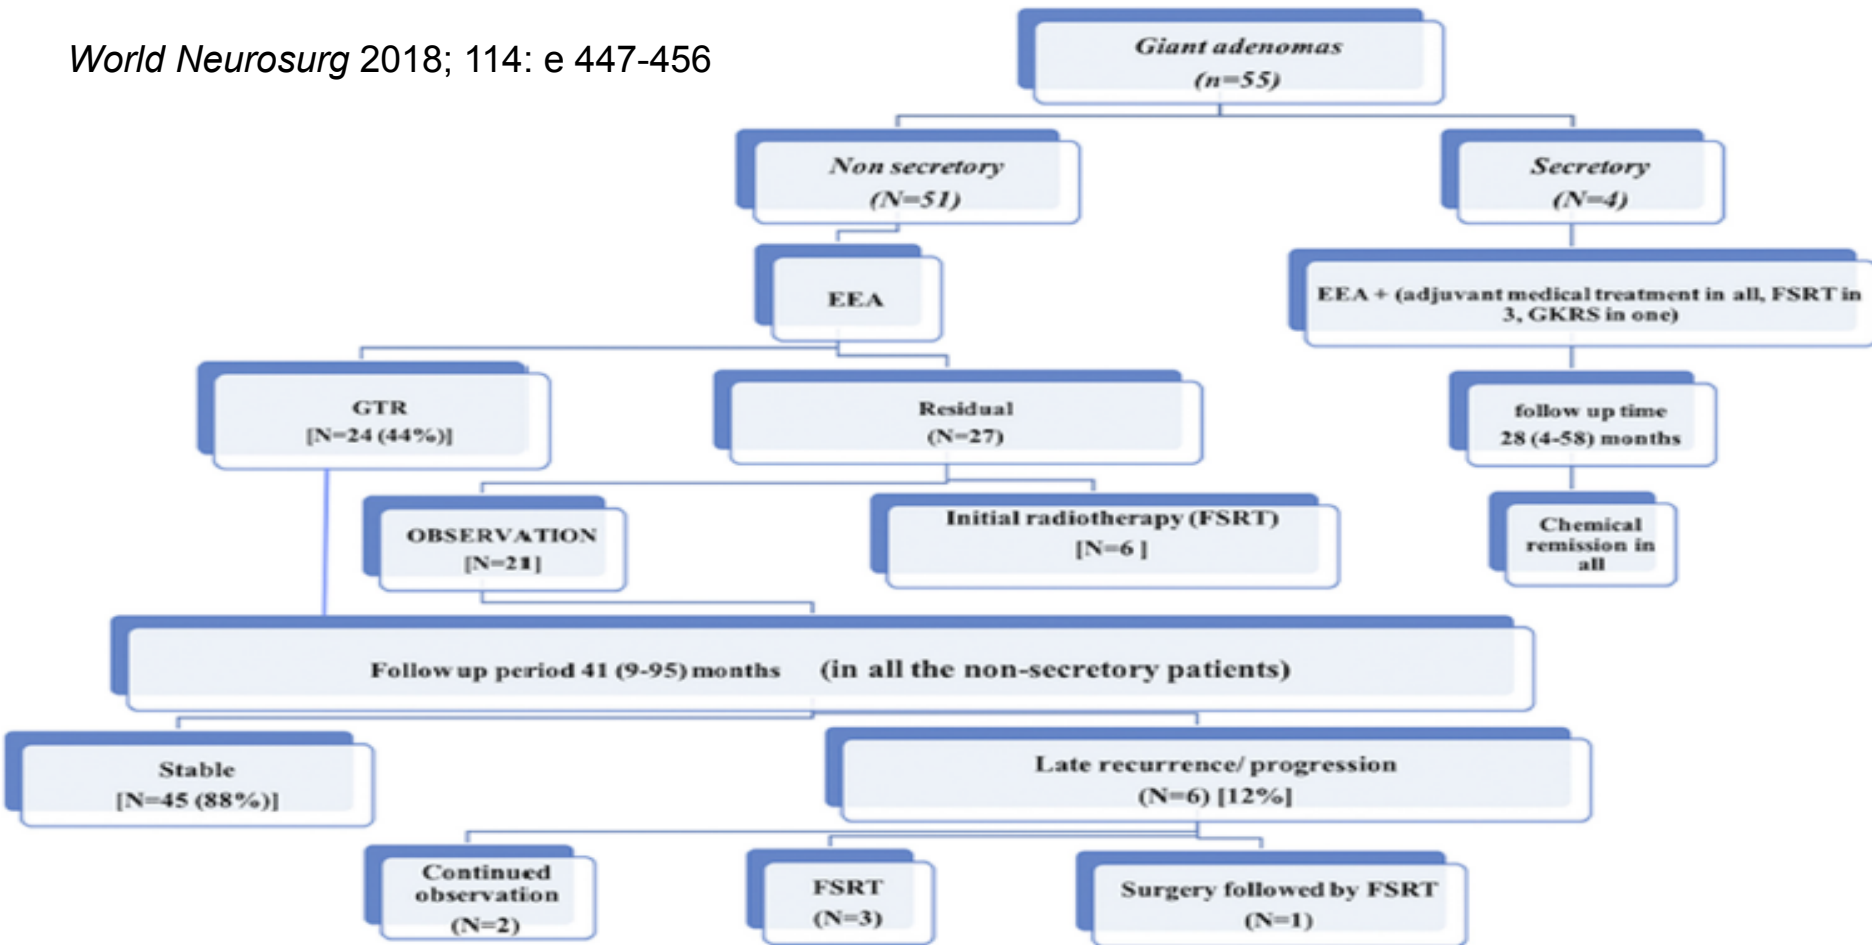 World Neurosurg 2018; 114: e 447-456
Giant adenomas
(n=55)
Non secretory
(N=51)
Secretory
(N=4)
EEA
EEA + (adjuvant medical treatment in all, FSRT in
3, GKRS in one)
GTR
[N=24 (44%)]
Residual
(N=27)
follow up time
28 (4-58) months
OBSERVATION
[N=21]
Initial radiotherapy (FSRT)
[N=6 ]
Chemical
remission in
all
Follow up period 41 (9-95) months (in all the non-secretory patients)
Stable
[N=45 (88%)]
Late recurrence/ progression
(N=6) [12%]
Continued
observation
(N=2)
FSRT
(N=3)
Surgery followed by FSRT
(N=1)